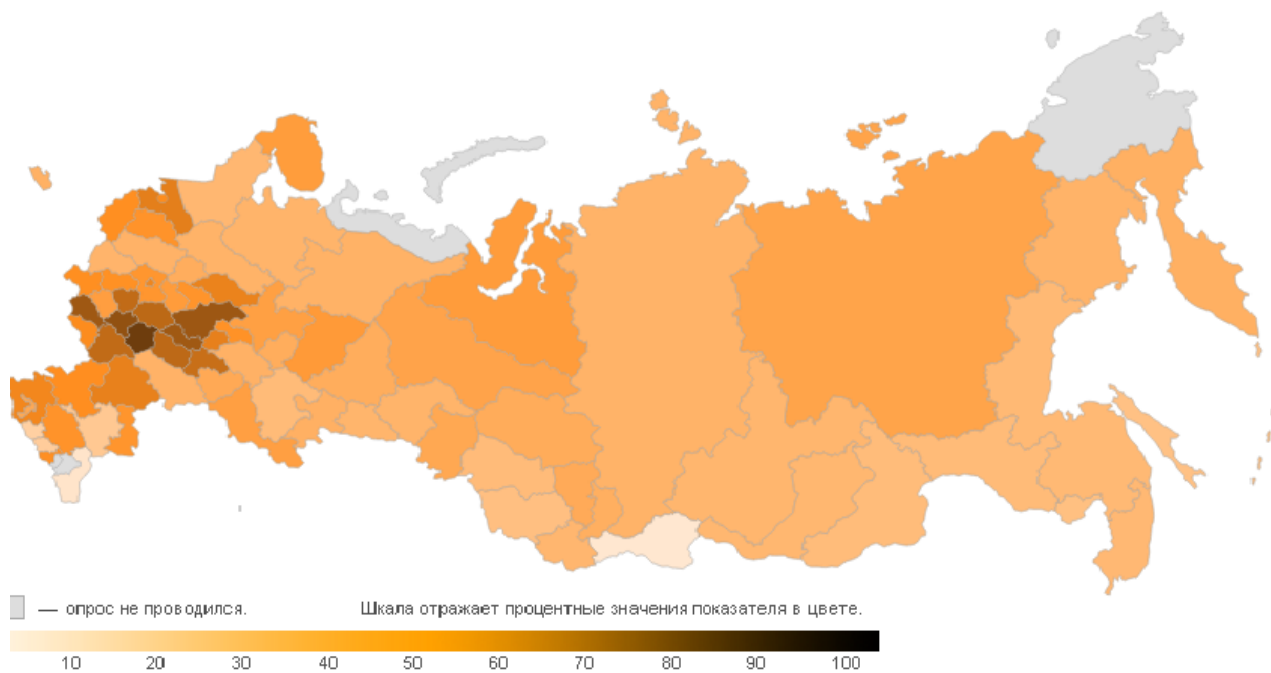 — опрос не проводился. Шкала отражает процентные значения показателя в цвете.
10 20 30 40 50 60 70 80 90 100